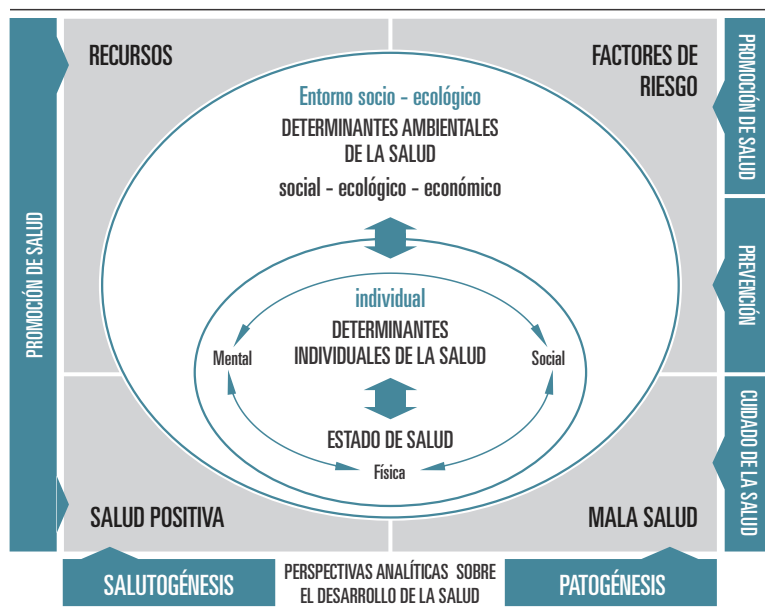 RECURSOS
FACTORES DE
RIESGO
PROMOCIÓN DE SALUD
PROMOCIÓN DE SALUD
Entorno socio - ecológico
DETERMINANTES AMBIENTALES
DE LA SALUD
social - ecológico - económico
PREVENCIÓN
individual
DETERMINANTES
INDIVIDUALES DE LA SALUD
Mental
Social
ESTADO DE SALUD
Física
CUIDADO DE LA SALUD
SALUD POSITIVA
MALA SALUD
SALUTOGÉNESIS
PERSPECTIVAS ANALÍTICAS SOBRE
EL DESARROLLO DE LA SALUD
PATOGÉNESIS